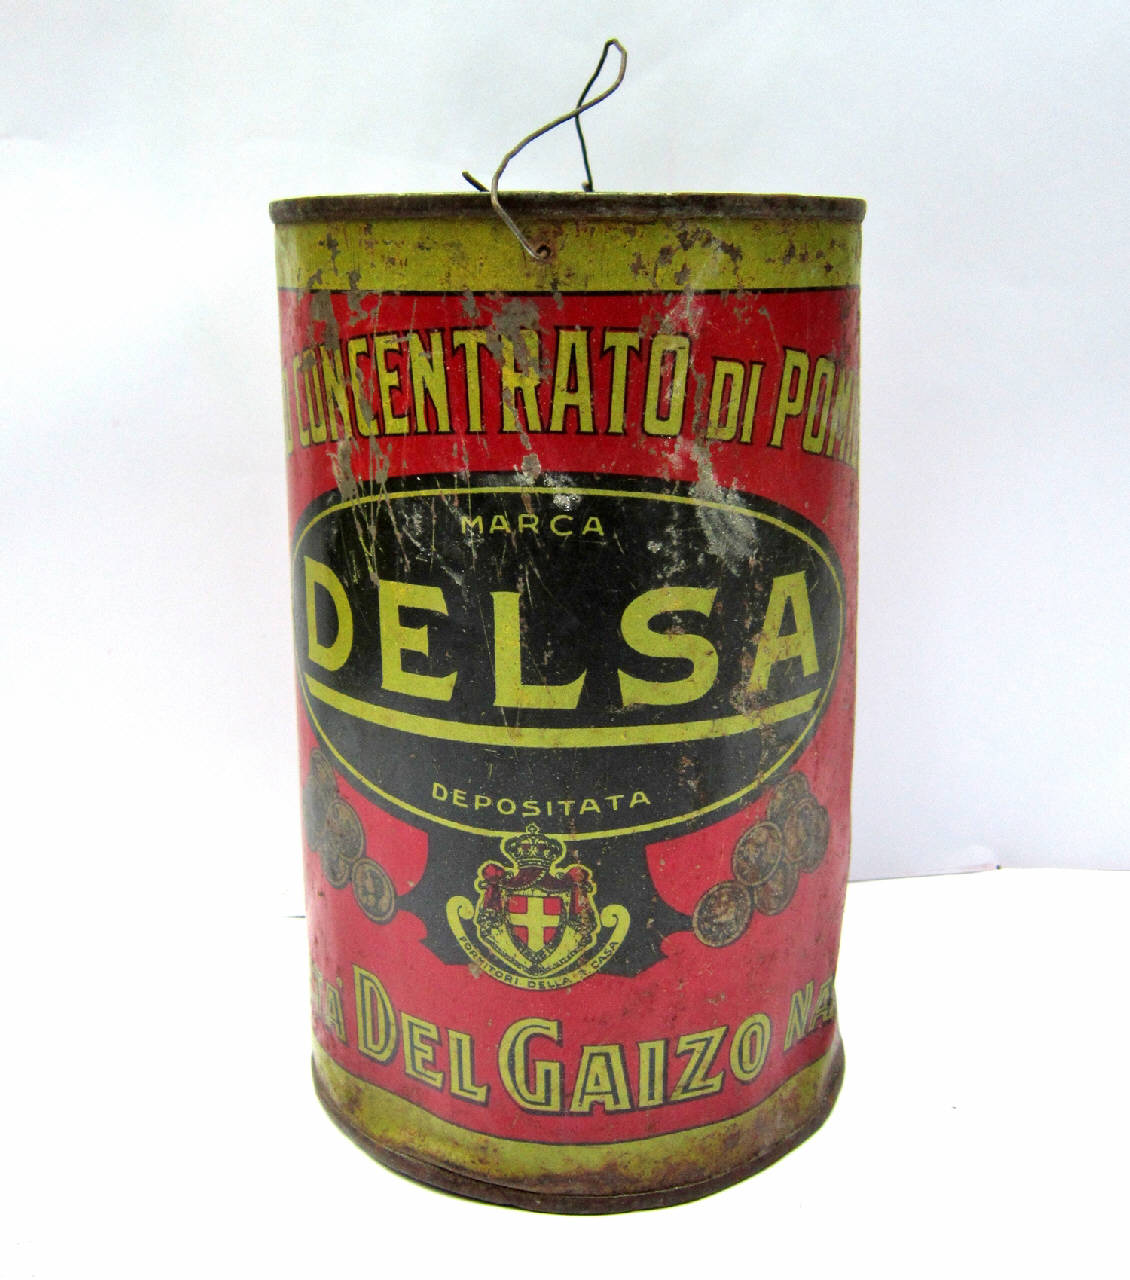 CONCENTRATO DI POM
MARCA
DELSA
DEPOSITATA
FORNITORI DELLA R. CASA
DEL GAIZO